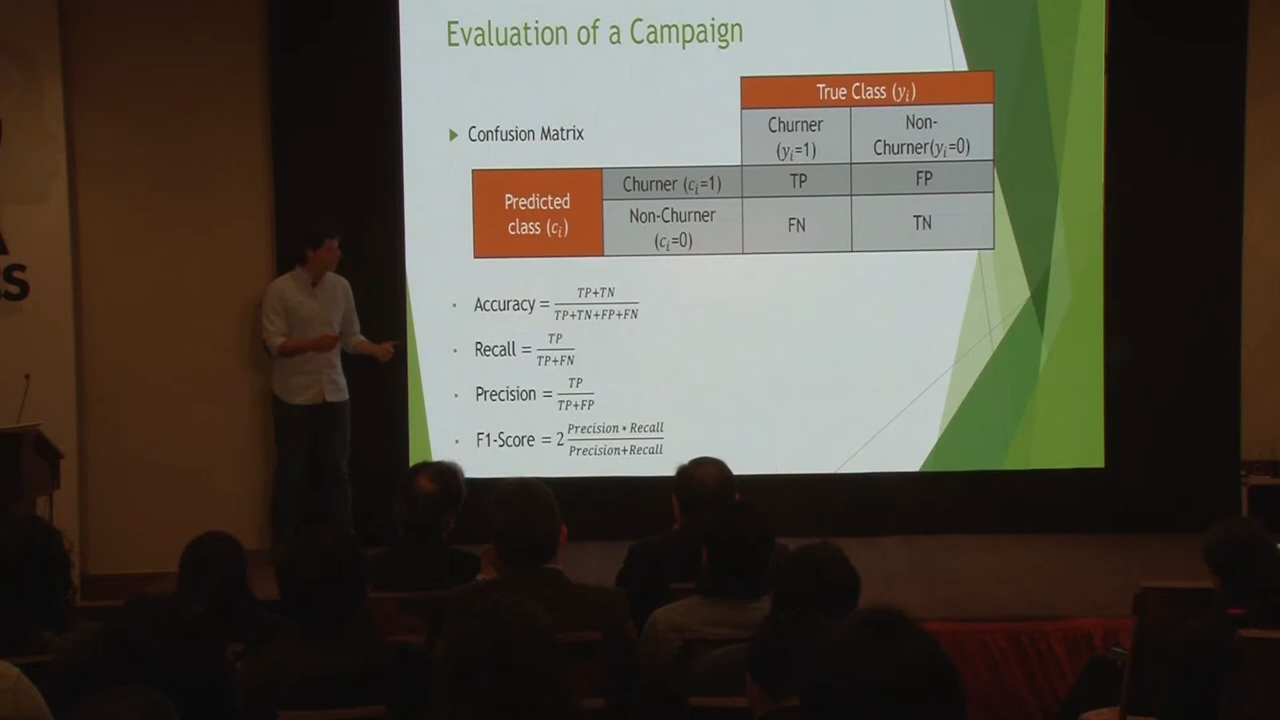 Evaluation of a Campaign
True Class (yᵢ)
Confusion Matrix
Churner (yᵢ=1)
Non-Churner(yᵢ=0)
Predicted class (cᵢ)
Churner (cᵢ=1)
TP
FP
Non-Churner (cᵢ=0)
FN
TN
Accuracy = TP+TN / TP+TN+FP+FN
Recall = TP / TP+FN
Precision = TP / TP+FP
F1-Score = 2 Precision * Recall / Precision+Recall